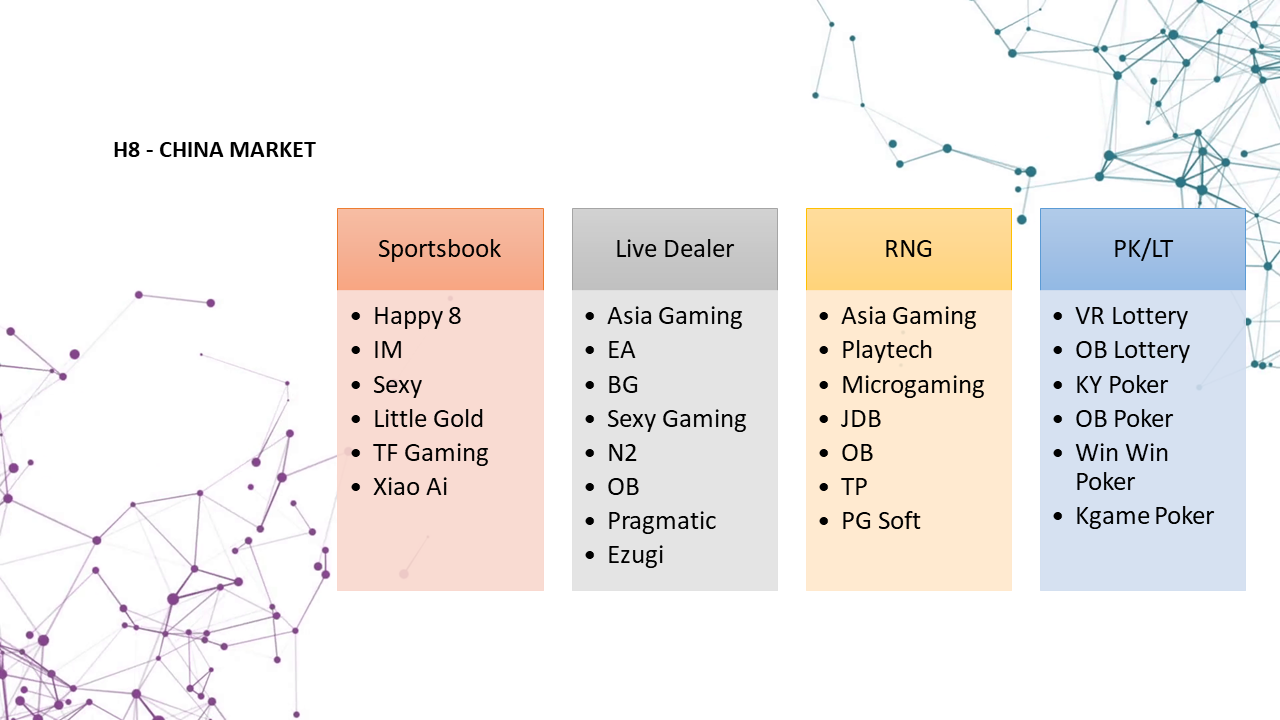 H8 - CHINA MARKET
Sportsbook
• Happy 8
• IM
• Sexy
• Little Gold
• TF Gaming
• Xiao Ai
Live Dealer
• Asia Gaming
• EA
• BG
• Sexy Gaming
• N2
• OB
• Pragmatic
• Ezugi
RNG
• Asia Gaming
• Playtech
• Microgaming
• JDB
• OB
• TP
• PG Soft
PK/LT
• VR Lottery
• OB Lottery
• KY Poker
• OB Poker
• Win Win
Poker
• Kgame Poker